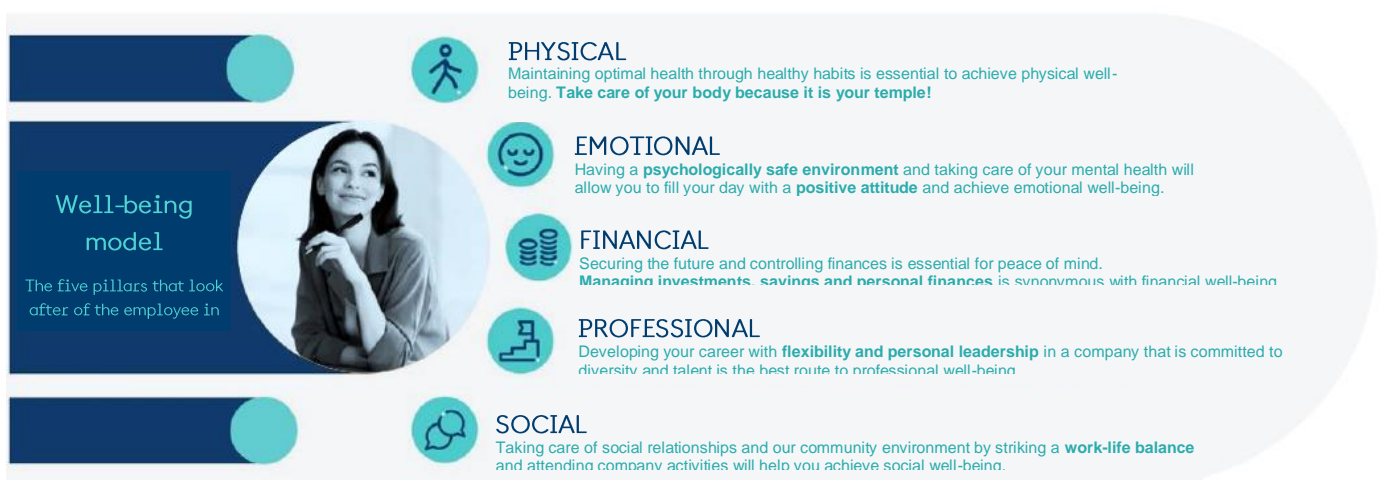 PHYSICAL
Maintaining optimal health through healthy habits is essential to achieve physical well-
being. Take care of your body because it is your temple!
EMOTIONAL
Having a psychologically safe environment and taking care of your mental health will
allow you to fill your day with a positive attitude and achieve emotional well-being.
Well-being
model
The five pillars that look
after of the employee in
FINANCIAL
Securing the future and controlling finances is essential for peace of mind.
Managing investments, savings and personal finances is synonymous with financial well-being
PROFESSIONAL
Developing your career with flexibility and personal leadership in a company that is committed to
diversity and talent is the best route to professional well-being
SOCIAL
Taking care of social relationships and our community environment by striking a work-life balance
and attending company activities will help you achieve social well-being.